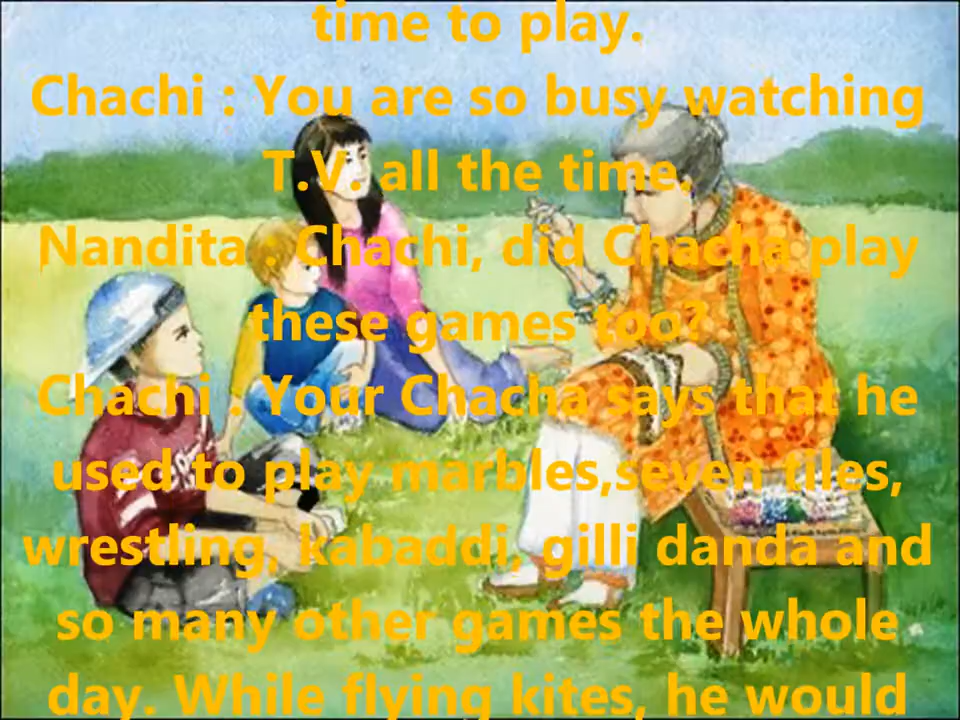 time to play.
Chachi : You are so busy watching
T.V. all the time.
Nandita : Chachi, did Chacha play
these games too?
Chachi : Your Chacha says that he
used to play marbles,seven tiles,
wrestling, kabaddi, gilli danda and
so many other games the whole
day. While flying kites, he would